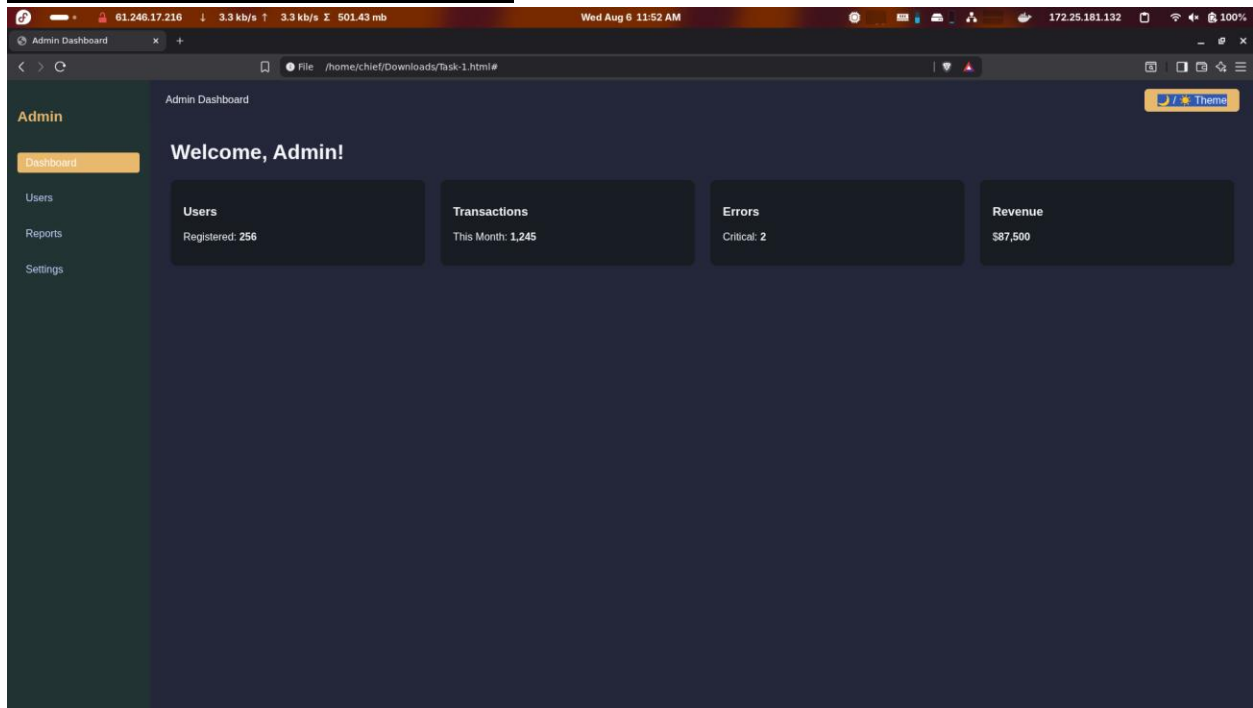 61.246.17.216 ↓ 3.3 kb/s ↑ 3.3 kb/s Σ 501.43 mb Wed Aug 6 11:52 AM 172.25.181.132 100%
Admin Dashboard × +
File /home/chief/Downloads/Task-1.html#
Admin Dashboard 🌙 / ☀️ Theme
Admin
Welcome, Admin!
Dashboard
Users
Reports
Settings
Users
Registered: 256
Transactions
This Month: 1,245
Errors
Critical: 2
Revenue
$87,500